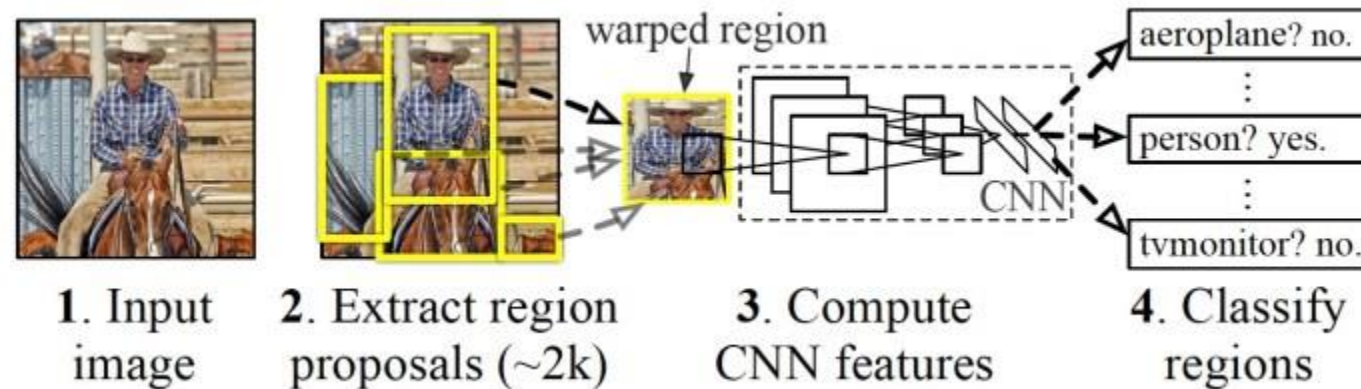 warped region
aeroplane? no.
⋮
person? yes.
⋮
tvmonitor? no.
CNN
1. Input
image
2. Extract region
proposals (~2k)
3. Compute
CNN features
4. Classify
regions